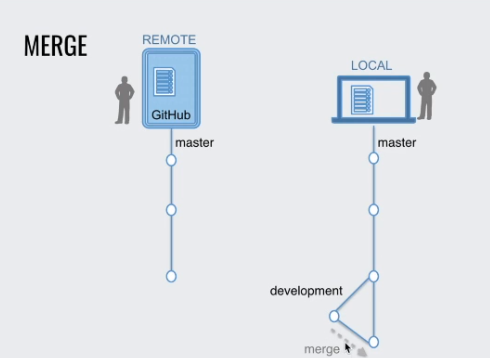 MERGE
REMOTE
GitHub
master
LOCAL
master
development
merge